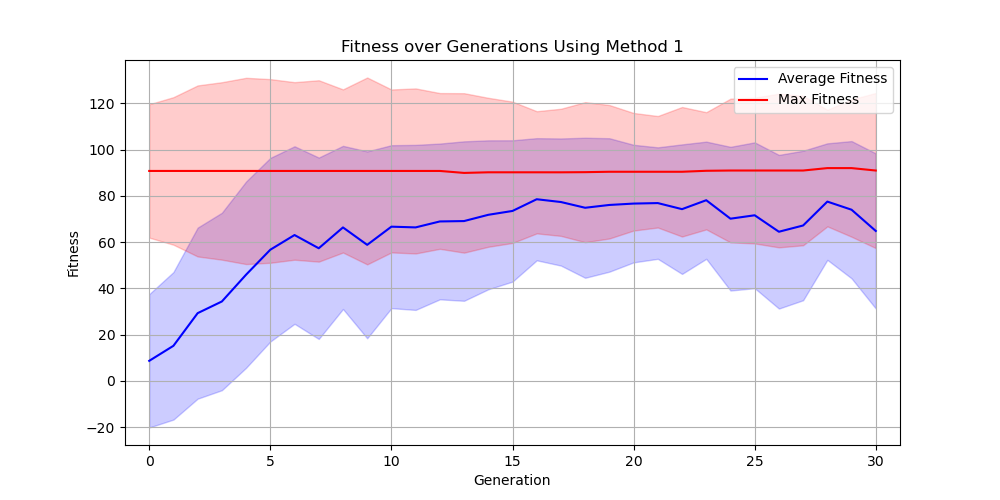 Fitness over Generations Using Method 1
Average Fitness
Max Fitness
120
100
80
60
40
20
0
−20
Fitness
0 5 10 15 20 25 30
Generation